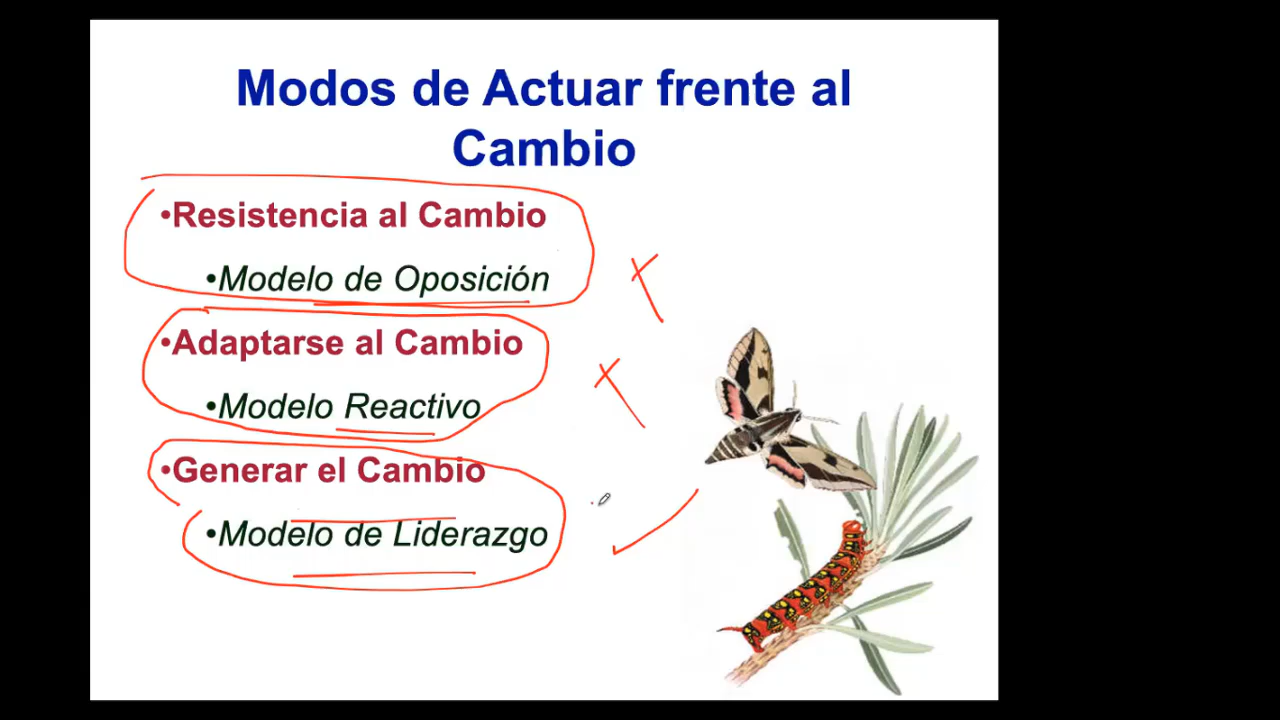 Modos de Actuar frente al
Cambio
•Resistencia al Cambio
•Modelo de Oposición
•Adaptarse al Cambio
•Modelo Reactivo
•Generar el Cambio
•Modelo de Liderazgo